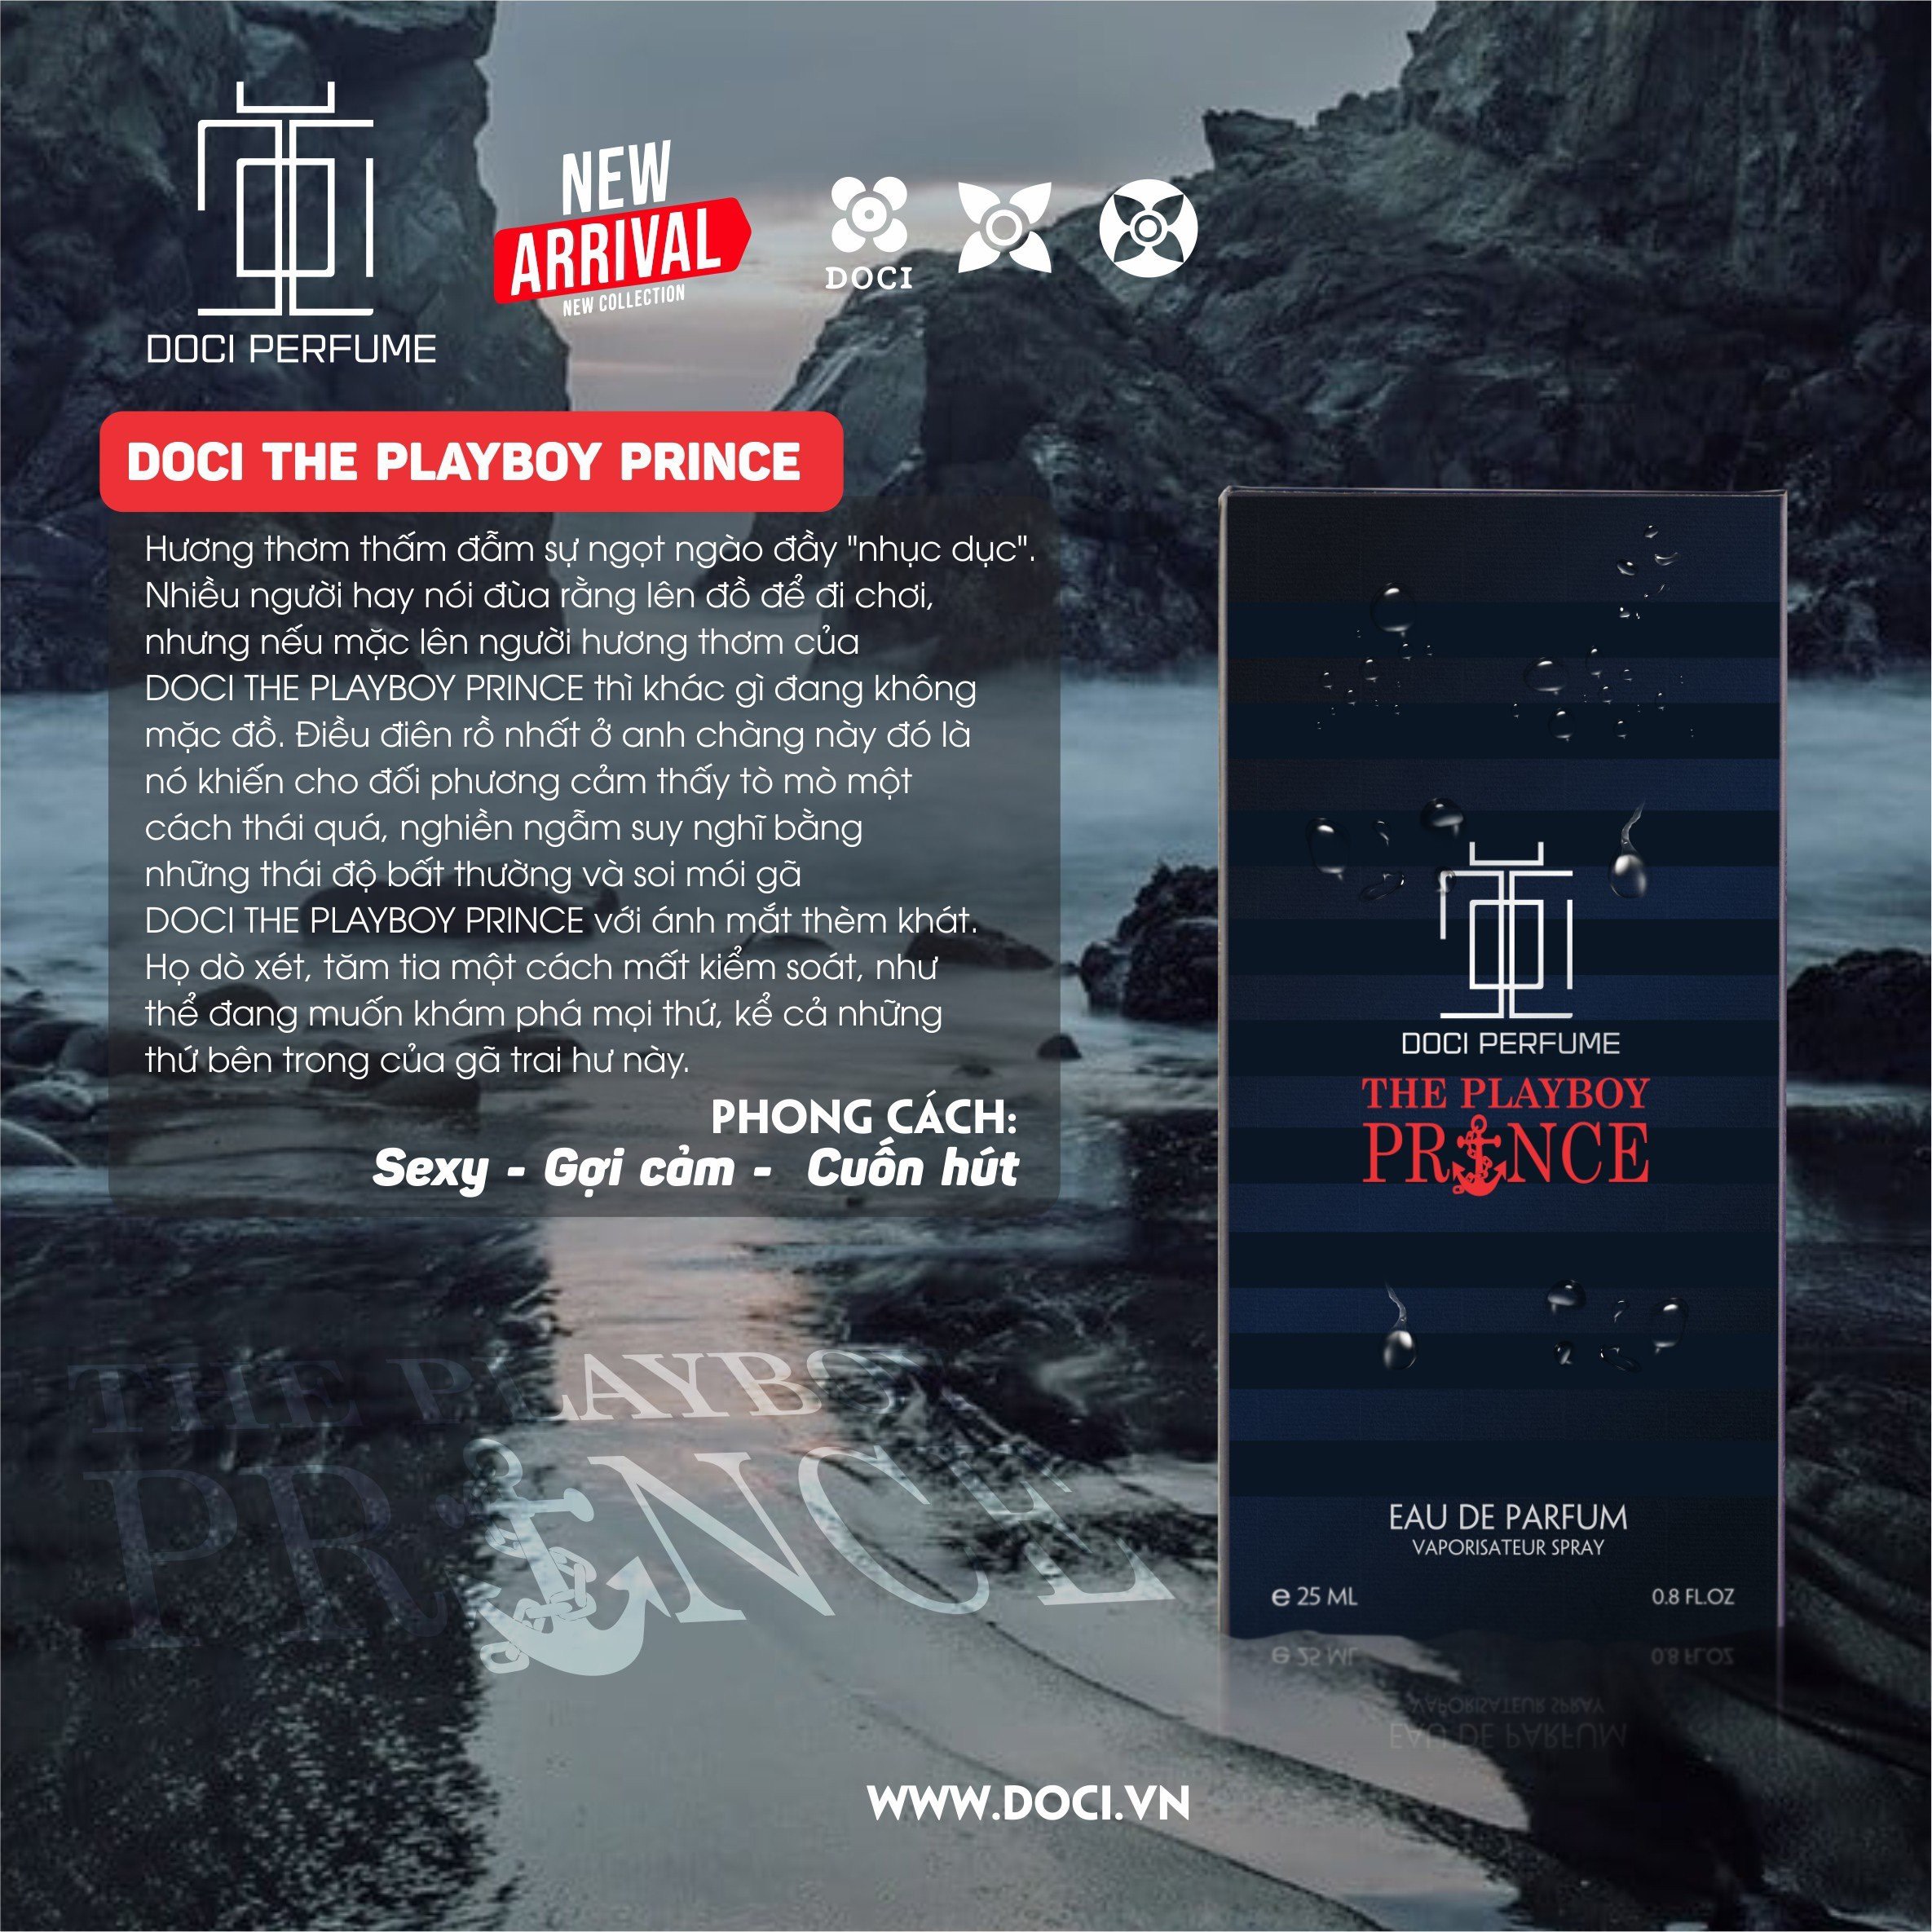 DOCI PERFUME
NEW
ARRIVAL
NEW COLLECTION
DOCI
DOCI THE PLAYBOY PRINCE
Hương thơm thấm đẫm sự ngọt ngào đầy "nhục dục".
Nhiều người hay nói đùa rằng lên đồ để đi chơi,
nhưng nếu mặc lên người hương thơm của
DOCI THE PLAYBOY PRINCE thì khác gì đang không
mặc đồ. Điều điên rồ nhất ở anh chàng này đó là
nó khiến cho đối phương cảm thấy tò mò một
cách thái quá, nghiền ngẫm suy nghĩ bằng
những thái độ bất thường và soi mói gã
DOCI THE PLAYBOY PRINCE với ánh mắt thèm khát.
Họ dò xét, tăm tia một cách mất kiểm soát, như
thể đang muốn khám phá mọi thứ, kể cả những
thứ bên trong của gã trai hư này.
PHONG CÁCH:
Sexy - Gợi cảm - Cuốn hút
DOCI PERFUME
THE PLAYBOY
PRINCE
EAU DE PARFUM
VAPORISATEUR SPRAY
e 25 ML
0.8 FL.OZ
THE PLAYBOY
PRINCE
WWW.DOCI.VN